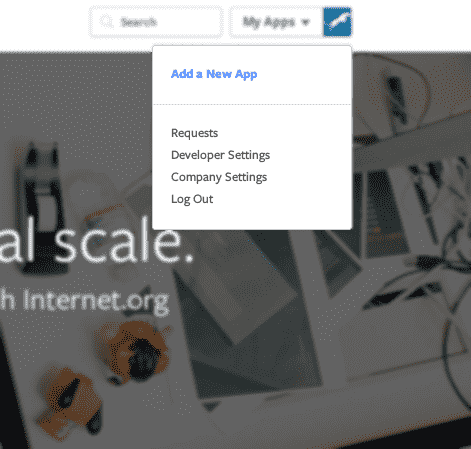 Search
My Apps
Add a New App
Requests
Developer Settings
Company Settings
Log Out
al scale.
h Internet.org